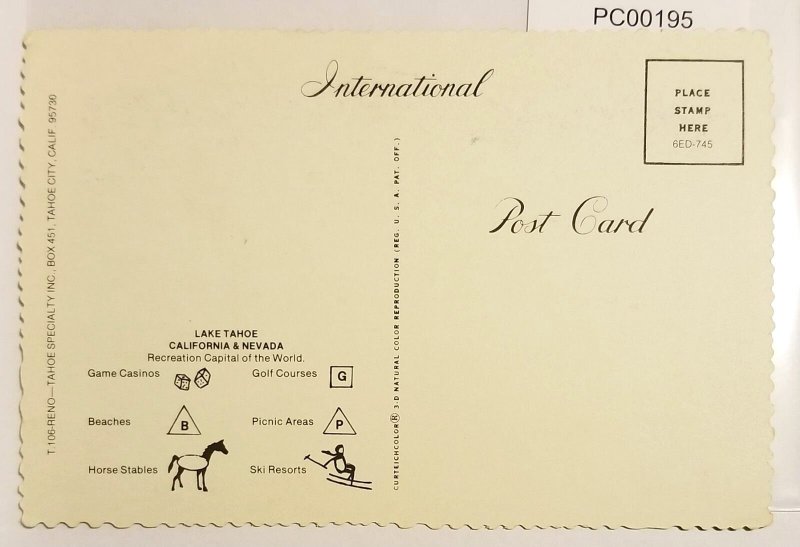 PC00195
International
PLACE
STAMP
HERE
6ED-745
Post Card
T 106-RENO—TAHOE SPECIALTY INC., BOX 451, TAHOE CITY, CALIF. 95730
LAKE TAHOE
CALIFORNIA & NEVADA
Recreation Capital of the World.
Game Casinos
Golf Courses G
Beaches B
Picnic Areas P
Horse Stables
Ski Resorts
CURTEICHCOLOR® 3-D NATURAL COLOR REPRODUCTION (REG. U. S. A. PAT. OFF.)